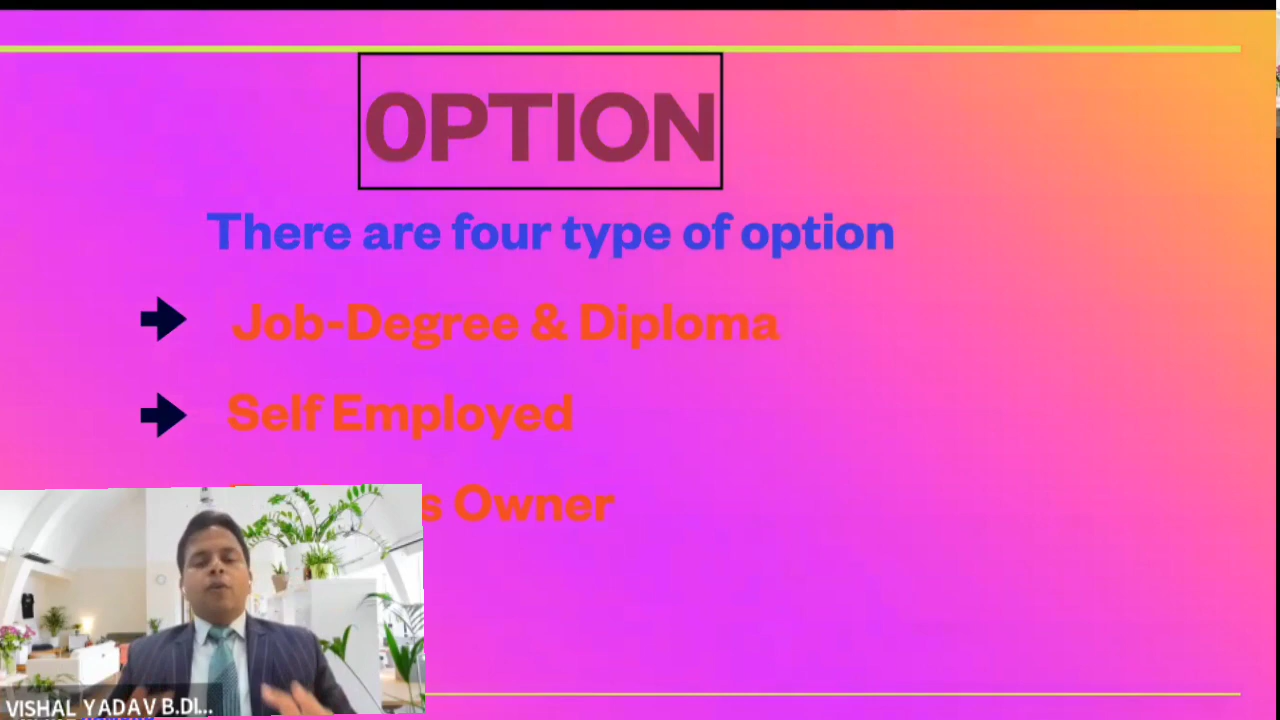 OPTION
There are four type of option
Job-Degree & Diploma
Self Employed
s Owner
VISHAL YADAV B.DI...